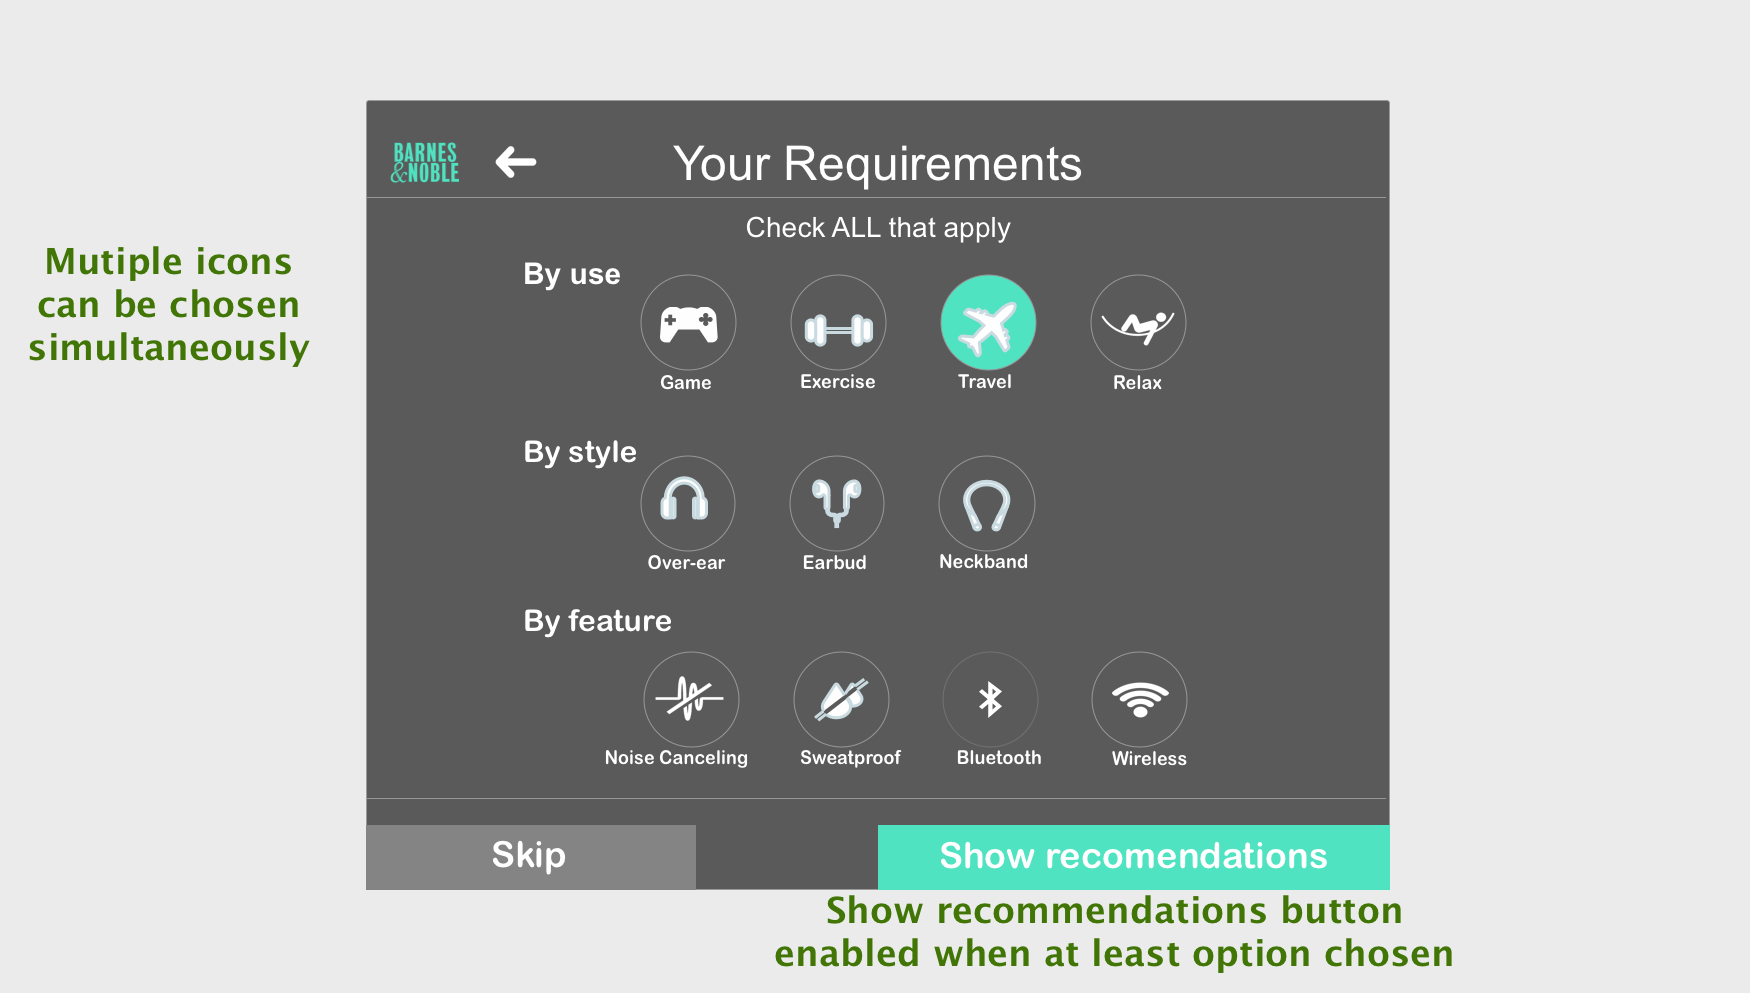 BARNES
&NOBLE
Your Requirements
Check ALL that apply
Mutiple icons
can be chosen
simultaneously
By use
Game
Exercise
Travel
Relax
By style
Over-ear
Earbud
Neckband
By feature
Noise Canceling
Sweatproof
Bluetooth
Wireless
Skip
Show recomendations
Show recommendations button
enabled when at least option chosen